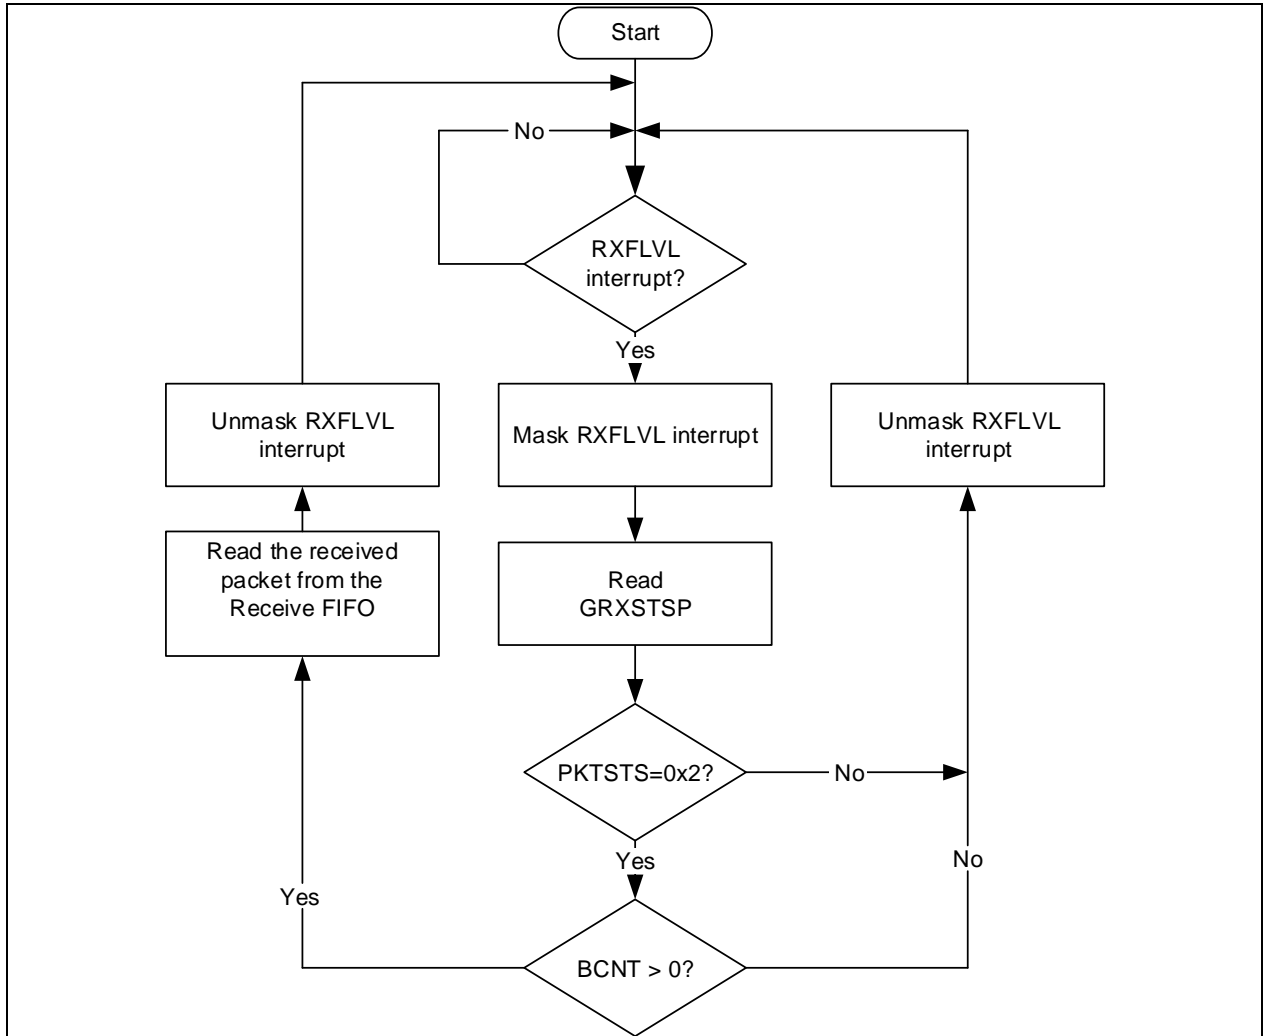 Start
No
RXFLVL
interrupt?
Yes
Unmask RXFLVL
interrupt
Mask RXFLVL interrupt
Unmask RXFLVL
interrupt
Read the received
packet from the
Receive FIFO
Read
GRXSTSP
PKTSTS=0x2?
No
Yes
No
Yes
BCNT > 0?